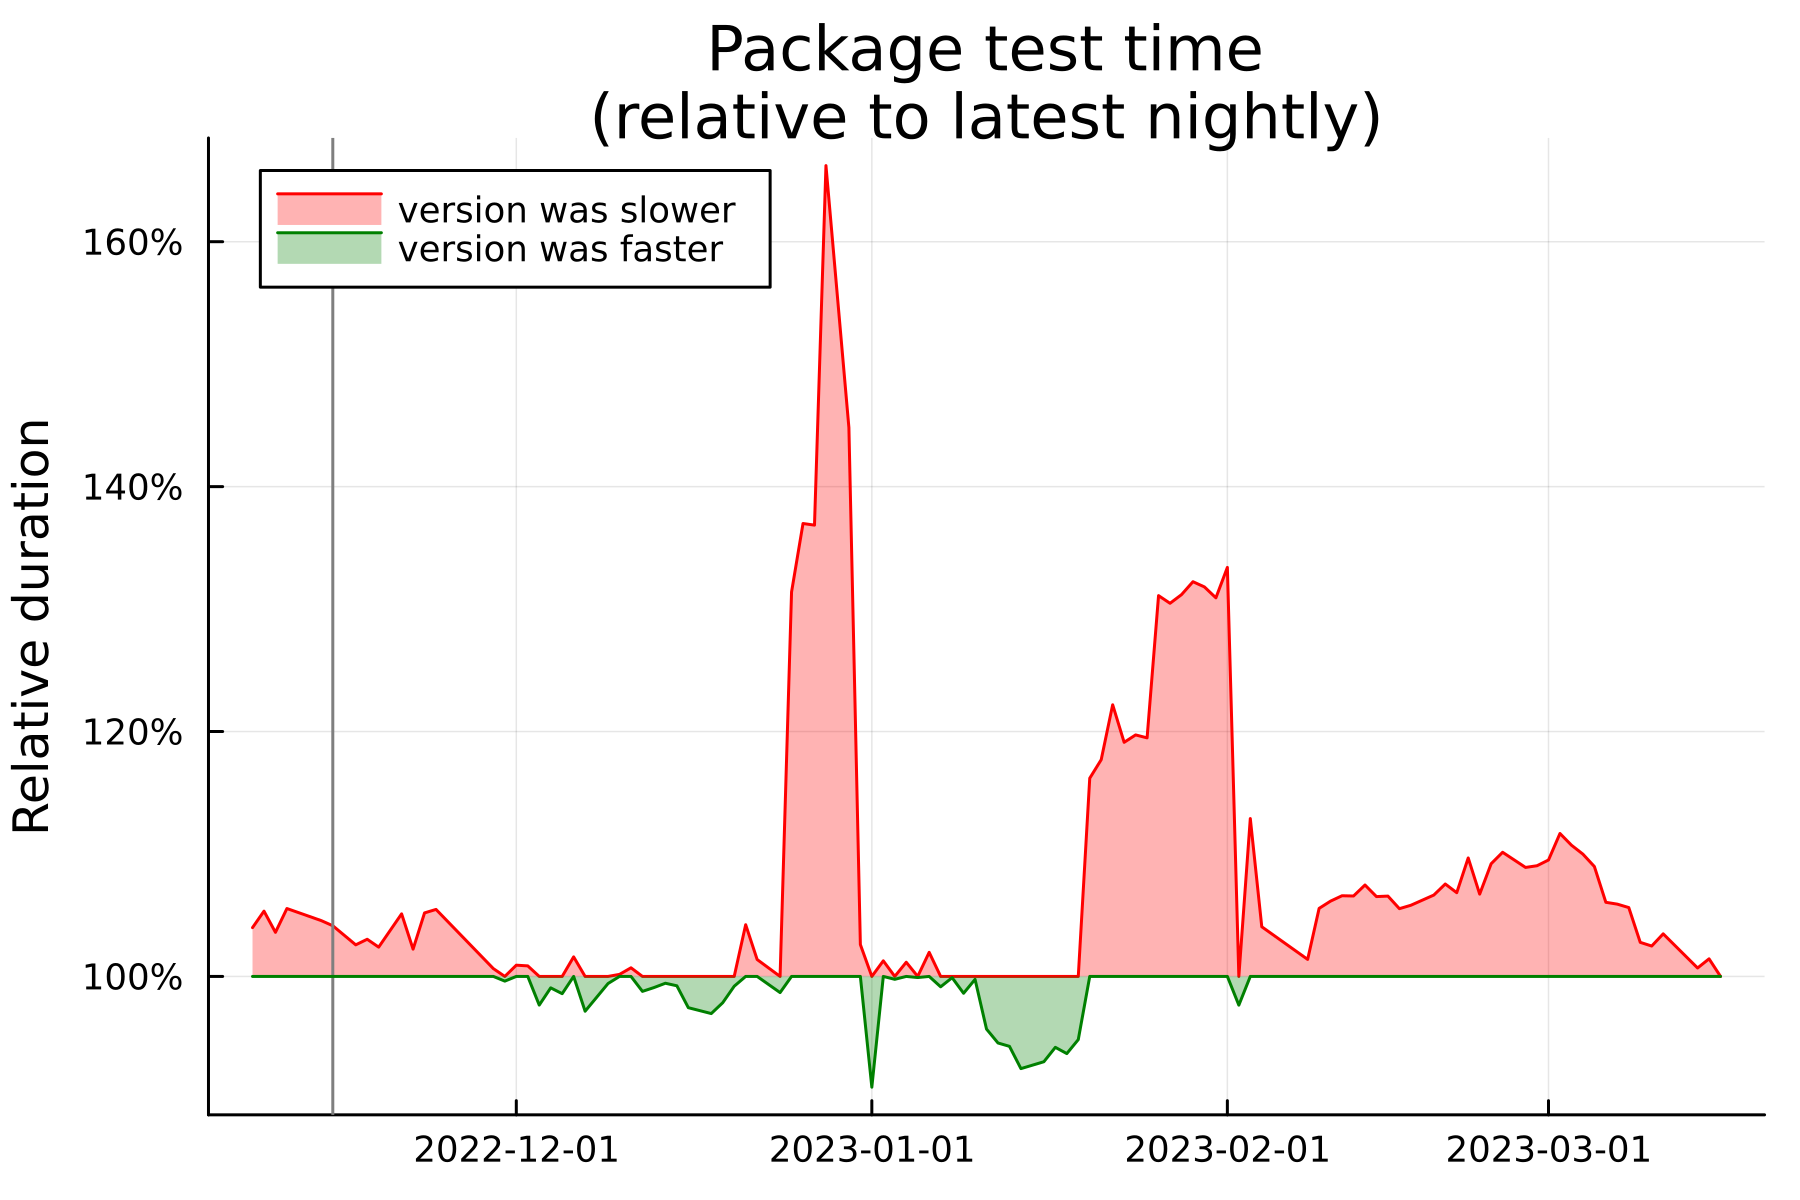 Package test time
(relative to latest nightly)
version was slower
version was faster
Relative duration
160%
140%
120%
100%
2022-12-01
2023-01-01
2023-02-01
2023-03-01